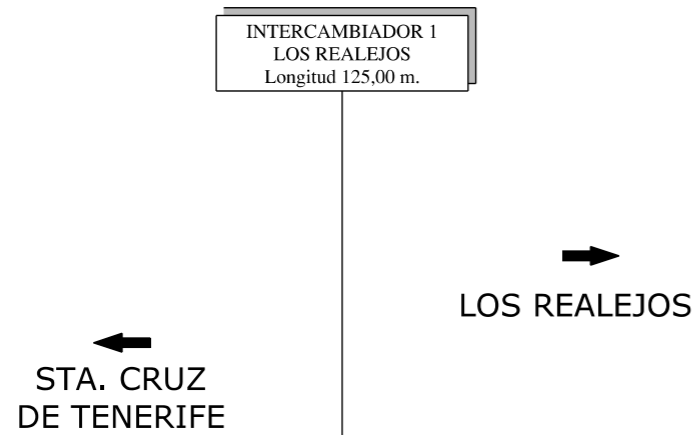 INTERCAMBIADOR 1
LOS REALEJOS
Longitud 125,00 m.
LOS REALEJOS
STA. CRUZ
DE TENERIFE